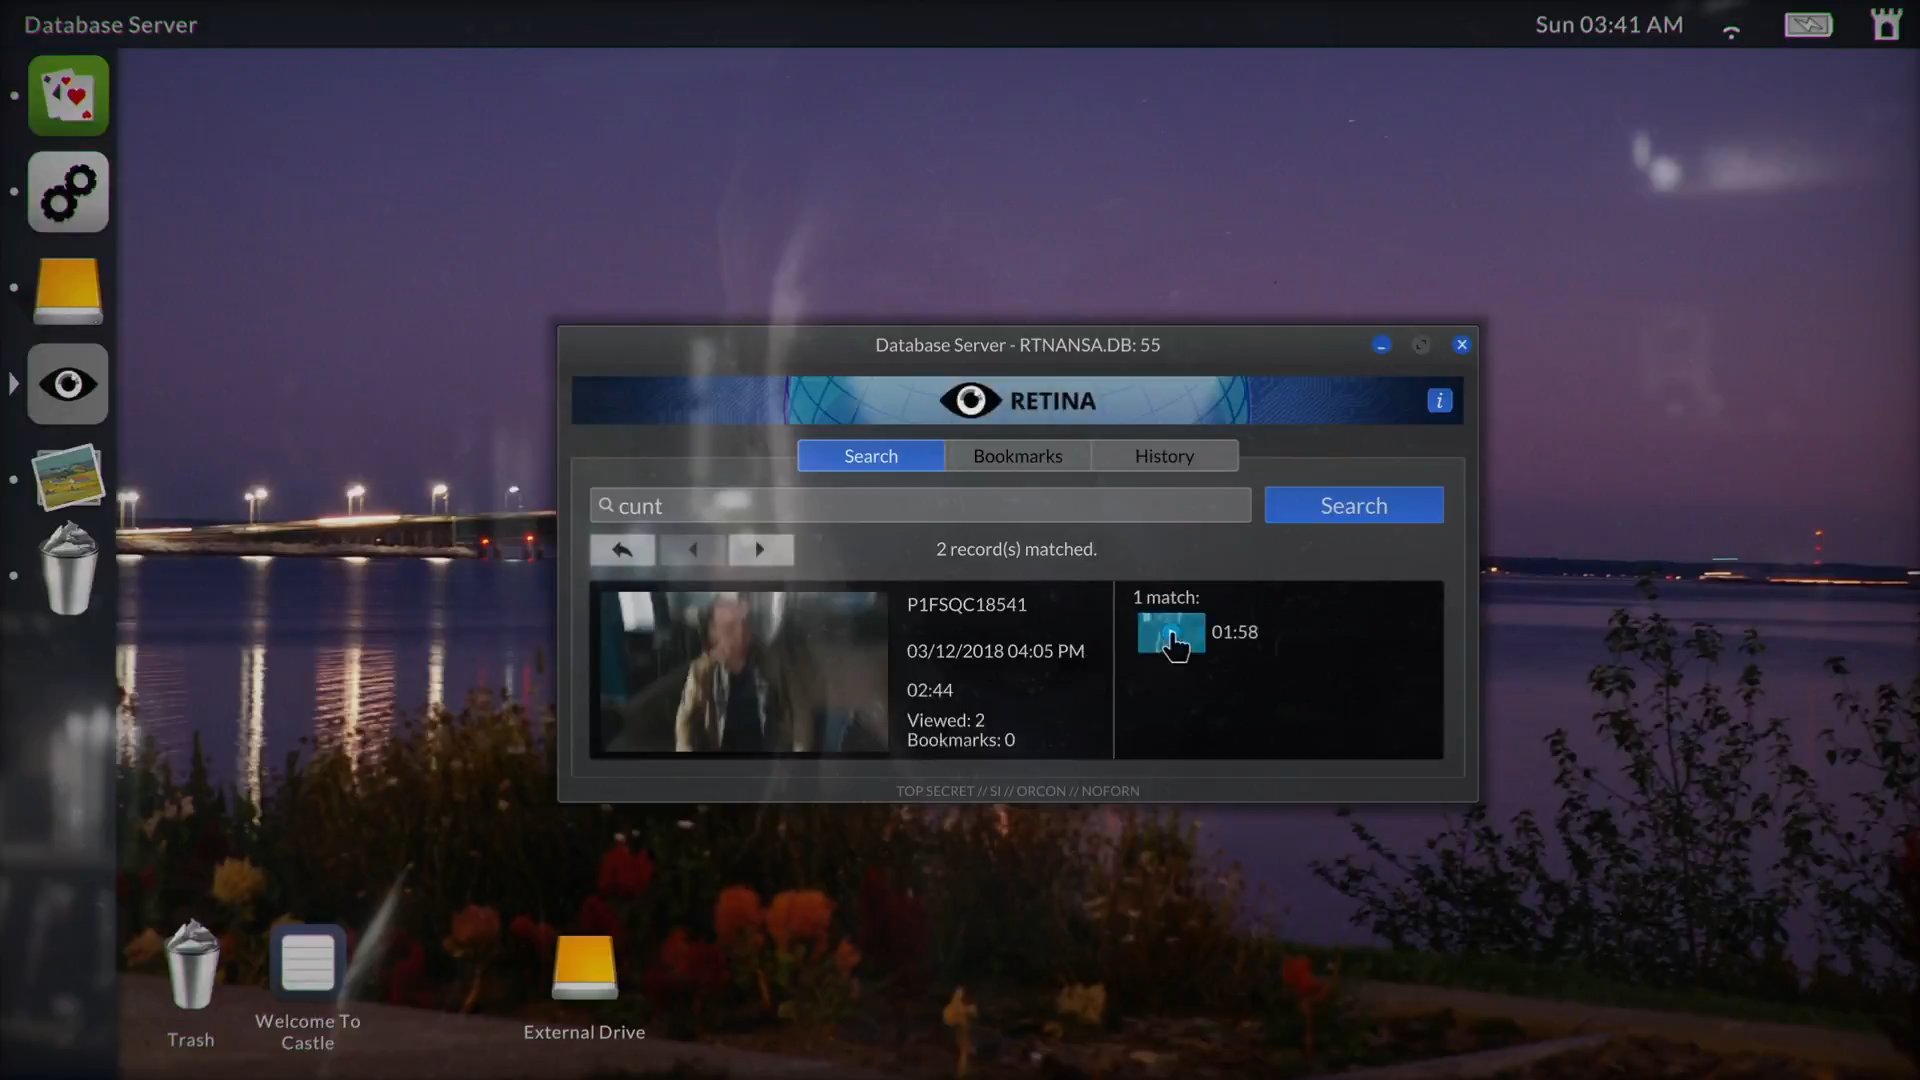 Database Server
Sun 03:41 AM
Database Server - RTNANSA.DB: 55
RETINA
i
Search
Bookmarks
History
cunt
Search
2 record(s) matched.
P1FSQC18541
03/12/2018 04:05 PM
02:44
Viewed: 2
Bookmarks: 0
1 match:
01:58
TOP SECRET // SI // ORCON // NOFORN
Trash
Welcome To
Castle
External Drive